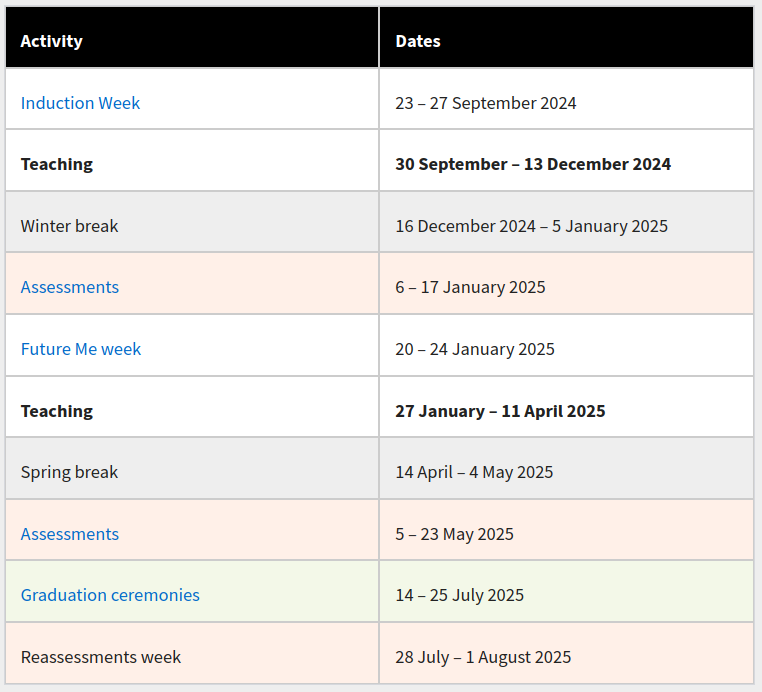 Activity Dates
Induction Week 23 – 27 September 2024
Teaching 30 September – 13 December 2024
Winter break 16 December 2024 – 5 January 2025
Assessments 6 – 17 January 2025
Future Me week 20 – 24 January 2025
Teaching 27 January – 11 April 2025
Spring break 14 April – 4 May 2025
Assessments 5 – 23 May 2025
Graduation ceremonies 14 – 25 July 2025
Reassessments week 28 July – 1 August 2025